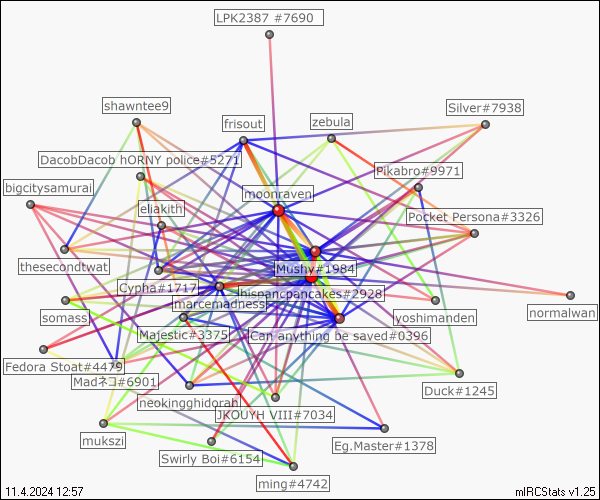 LPK2387 #7690
shawntee9
Silver#7938
frisout
zebula
DacobDacob hORNY police#5271
Pikabro#9971
bigcitysamurai
moonraven
eliakith
Pocket Persona#3326
thesecondtwat
Mushy#1984
Cypha#1717
hispancpancakes#2928
marcemadness
somass
yoshimanden
normalwan
Majestic#3375
Can anything be saved#0396
Fedora Stoat#4479
Madネコ#6901
Duck#1245
neokingghidorah
JKOUYH VIII#7034
mukszi
Eg.Master#1378
Swirly Boi#6154
ming#4742
11.4.2024 12:57
mIRCStats v1.25